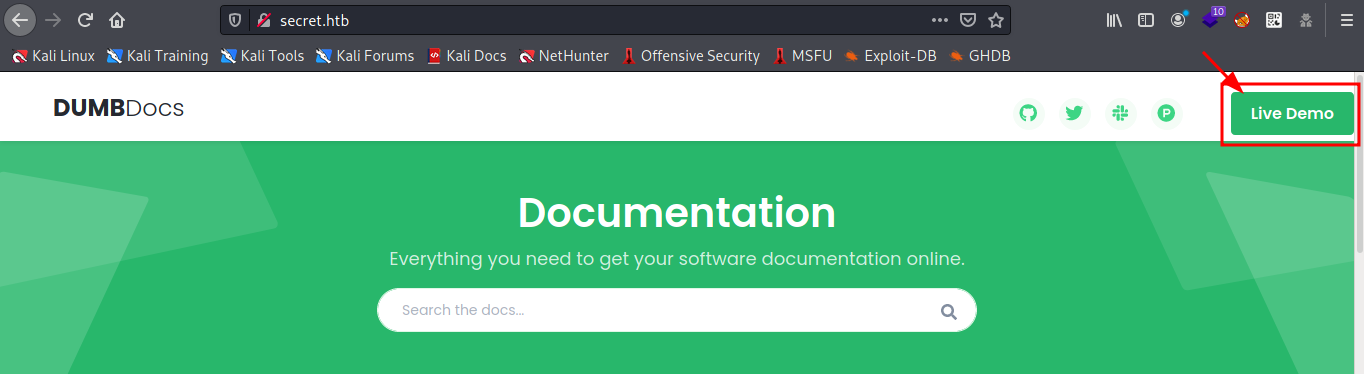 secret.htb
10
Kali Linux Kali Training Kali Tools Kali Forums Kali Docs NetHunter Offensive Security MSFU Exploit-DB GHDB
DUMBDocs
Live Demo
Documentation
Everything you need to get your software documentation online.
Search the docs...